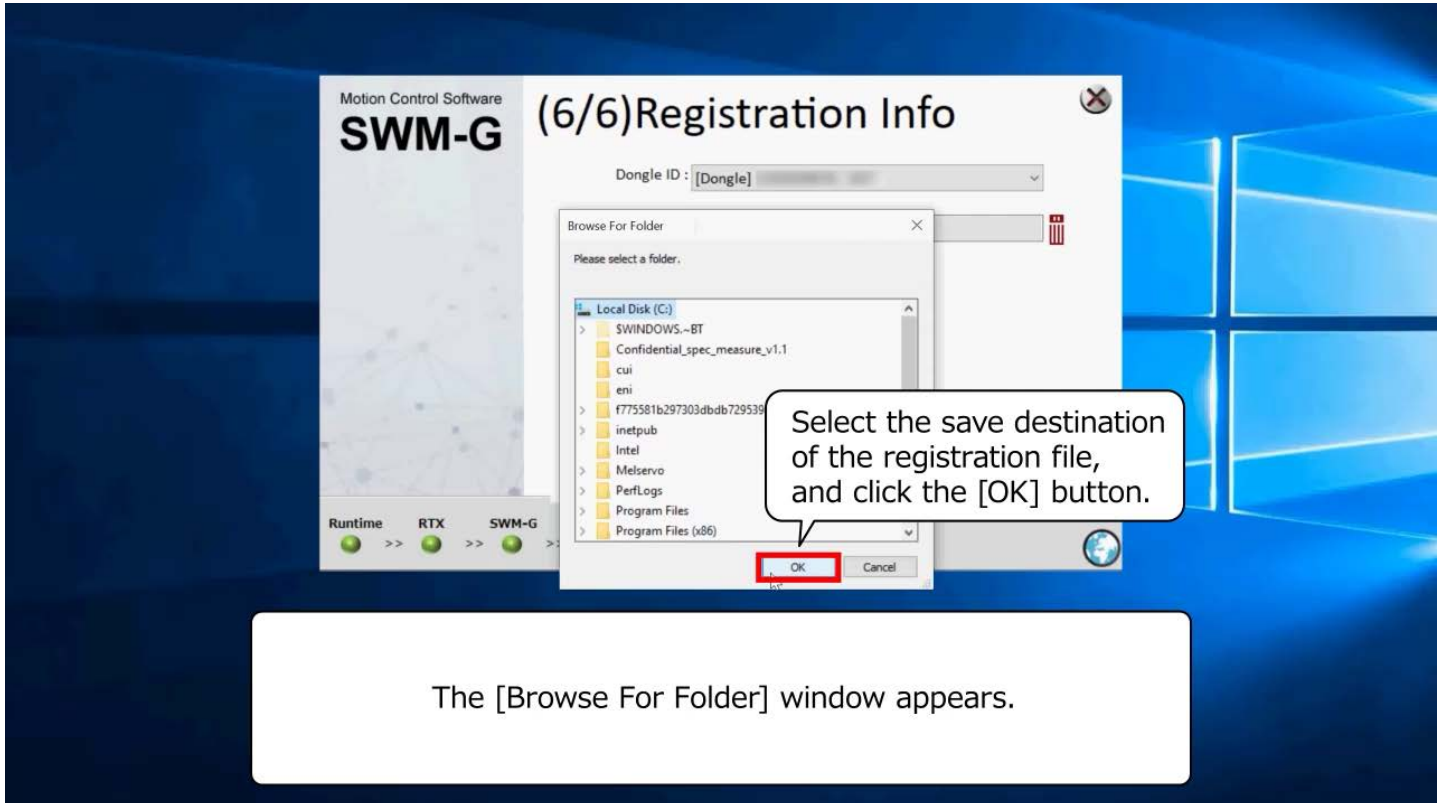 Motion Control Software
SWM-G
(6/6)Registration Info
Dongle ID : [Dongle]
Browse For Folder
Please select a folder.
Local Disk (C:)
$WINDOWS.~BT
Confidential_spec_measure_v1.1
cui
eni
f775581b297303dbdb729539
inetpub
Intel
Melservo
PerfLogs
Program Files
Program Files (x86)
OK Cancel
Select the save destination
of the registration file,
and click the [OK] button.
Runtime RTX SWM-G
>> >> >>
The [Browse For Folder] window appears.